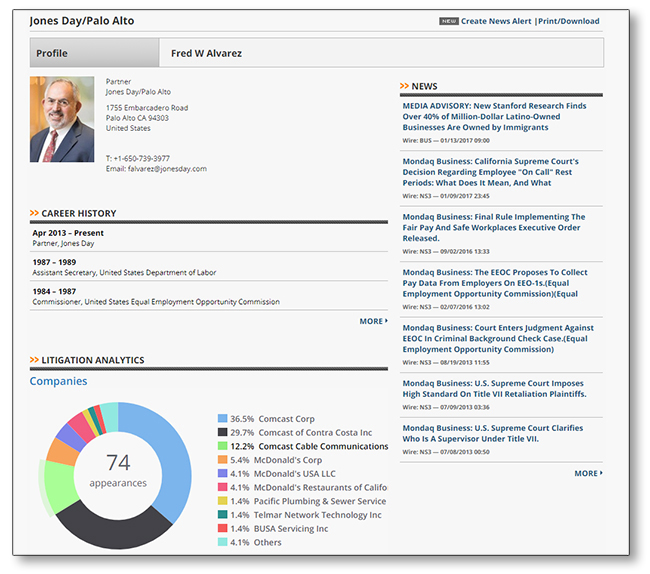 Jones Day/Palo Alto
NEW Create News Alert |Print/Download
Profile
Fred W Alvarez
Partner
Jones Day/Palo Alto
1755 Embarcadero Road
Palo Alto CA 94303
United States
T: +1-650-739-3977
Email: falvarez@jonesday.com
>> CAREER HISTORY
Apr 2013 – Present
Partner, Jones Day
1987 – 1989
Assistant Secretary, United States Department of Labor
1984 – 1987
Commissioner, United States Equal Employment Opportunity Commission
MORE
>> LITIGATION ANALYTICS
Companies
74
appearances
36.5% Comcast Corp
29.7% Comcast of Contra Costa Inc
12.2% Comcast Cable Communications
5.4% McDonald's Corp
4.1% McDonald's USA LLC
4.1% McDonald's Restaurants of Califo
1.4% Pacific Plumbing & Sewer Service
1.4% Telmar Network Technology Inc
1.4% BUSA Servicing Inc
4.1% Others
>> NEWS
MEDIA ADVISORY: New Stanford Research Finds
Over 40% of Million-Dollar Latino-Owned
Businesses Are Owned by Immigrants
Wire: BUS — 01/13/2017 09:00
Mondaq Business: California Supreme Court's
Decision Regarding Employee "On Call" Rest
Periods: What Does It Mean, And What
Wire: NS3 — 01/09/2017 23:45
Mondaq Business: Final Rule Implementing The
Fair Pay And Safe Workplaces Executive Order
Released.
Wire: NS3 — 09/02/2016 13:33
Mondaq Business: The EEOC Proposes To Collect
Pay Data From Employers On EEO-1s.(Equal
Employment Opportunity Commission)(Equal
Wire: NS3 — 02/07/2016 13:02
Mondaq Business: Court Enters Judgment Against
EEOC In Criminal Background Check Case.(Equal
Employment Opportunity Commission)
Wire: NS3 — 08/19/2013 11:55
Mondaq Business: U.S. Supreme Court Imposes
High Standard On Title VII Retaliation Plaintiffs.
Wire: NS3 — 07/09/2013 03:36
Mondaq Business: U.S. Supreme Court Clarifies
Who Is A Supervisor Under Title VII.
Wire: NS3 — 07/08/2013 00:50
MORE